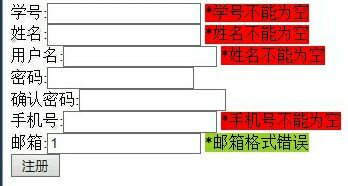 学号: *学号不能为空
姓名: *姓名不能为空
用户名: *姓名不能为空
密码:
确认密码:
手机号: *手机号不能为空
邮箱: 1 *邮箱格式错误
注册